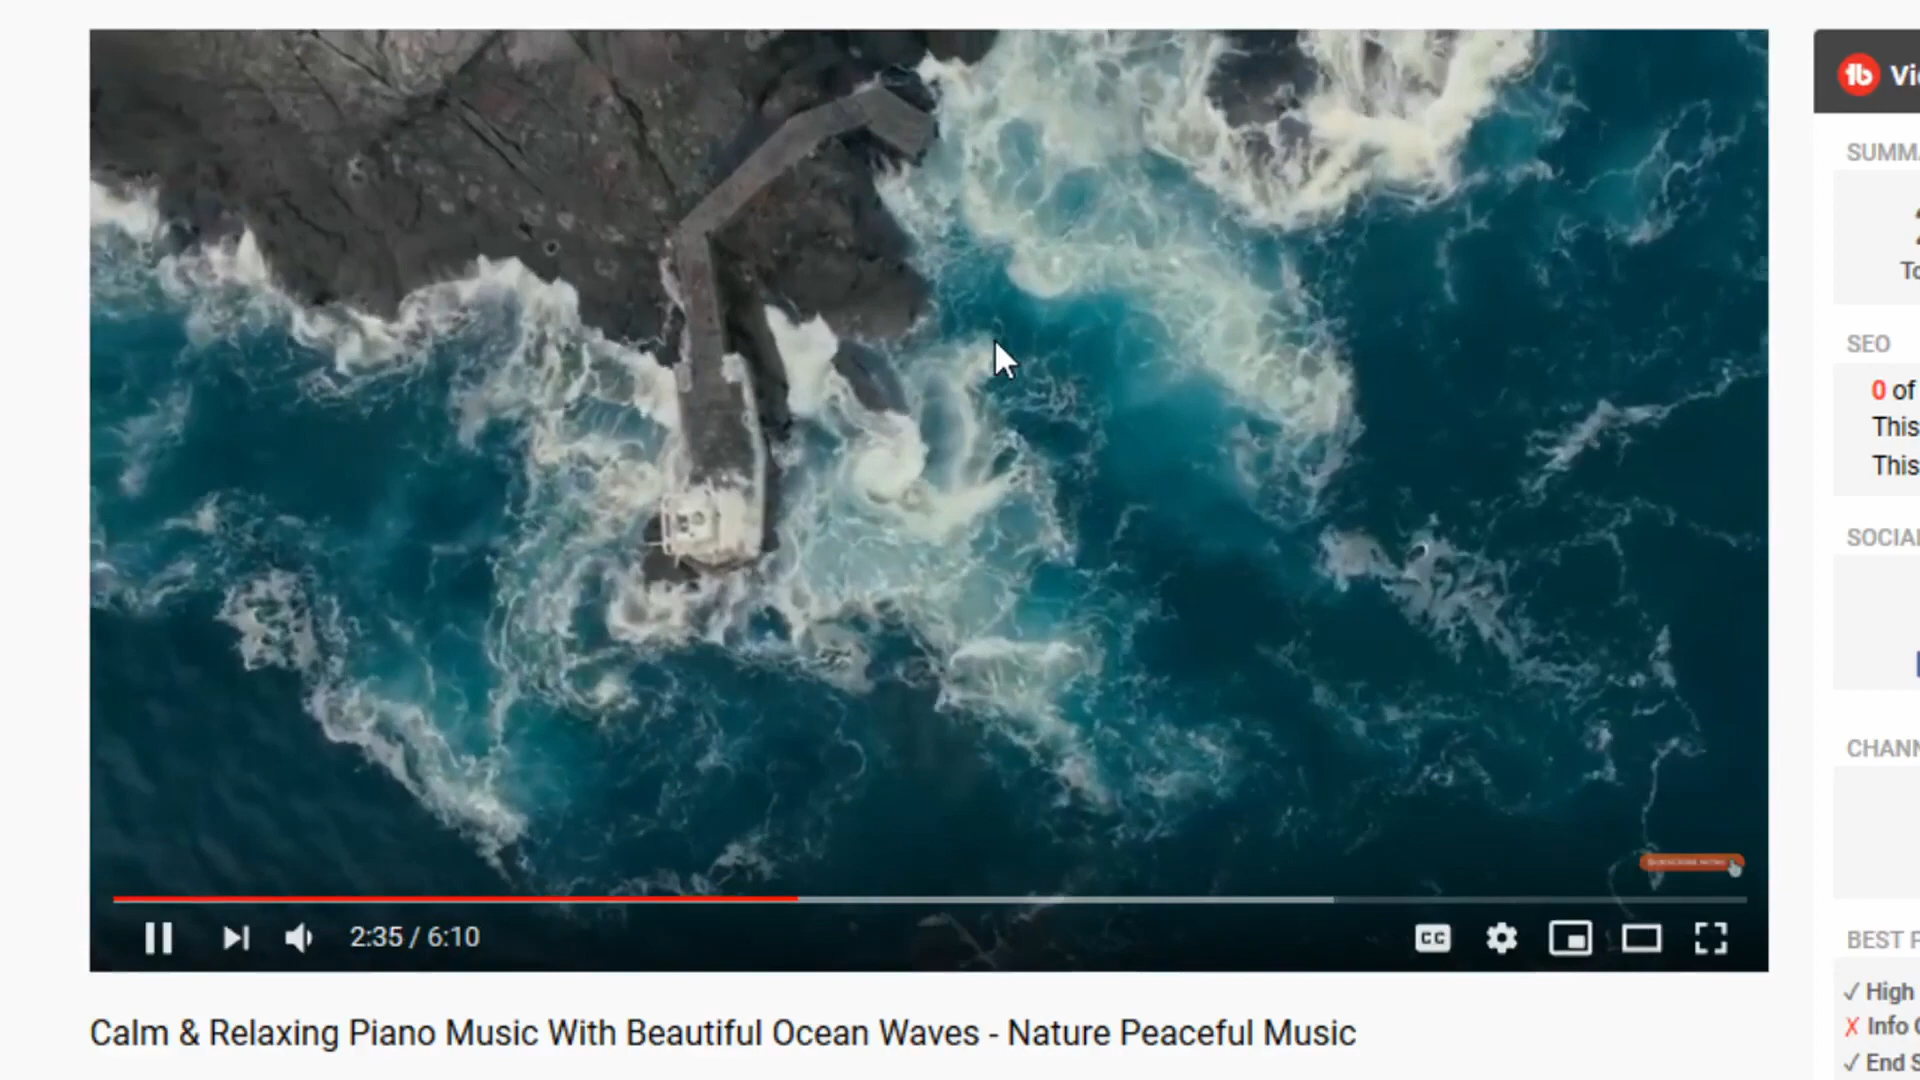 2:35 / 6:10
CC
Calm & Relaxing Piano Music With Beautiful Ocean Waves - Nature Peaceful Music
SEO
0 of
This
This
High
Info
End